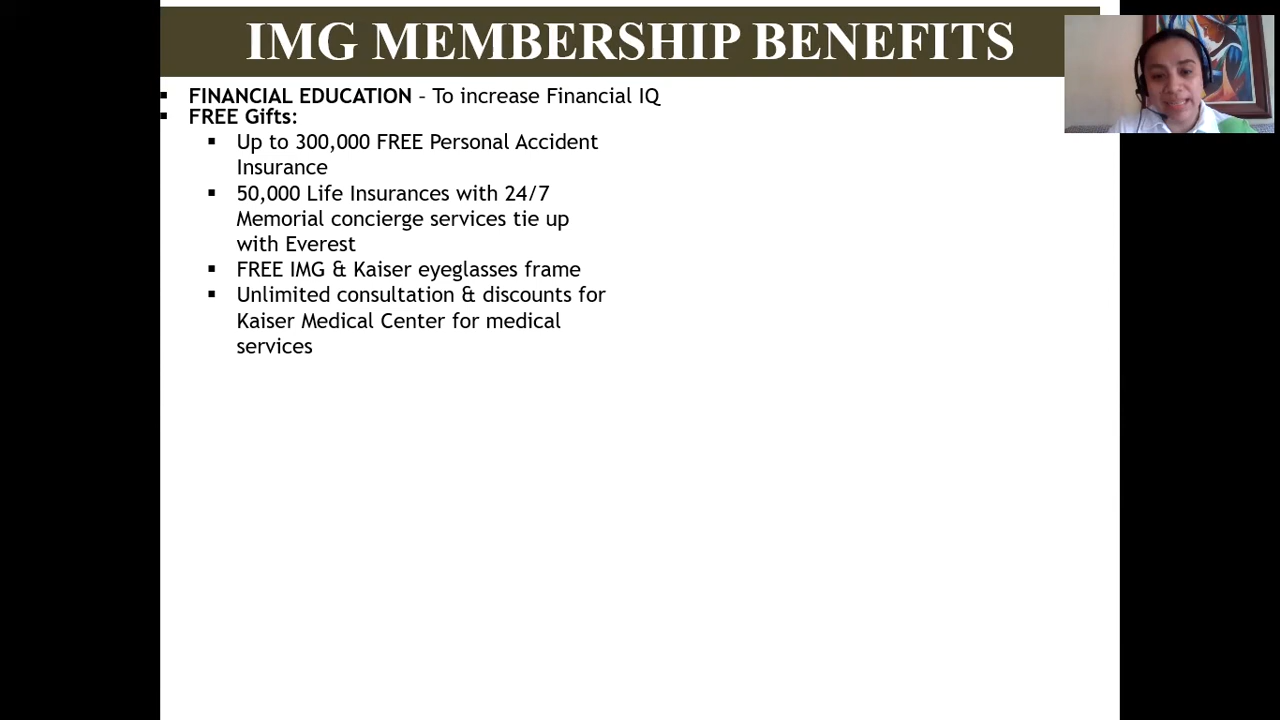 IMG MEMBERSHIP BENEFITS
▪ FINANCIAL EDUCATION – To increase Financial IQ
▪ FREE Gifts:
▪ Up to 300,000 FREE Personal Accident
Insurance
▪ 50,000 Life Insurances with 24/7
Memorial concierge services tie up
with Everest
▪ FREE IMG & Kaiser eyeglasses frame
▪ Unlimited consultation & discounts for
Kaiser Medical Center for medical
services